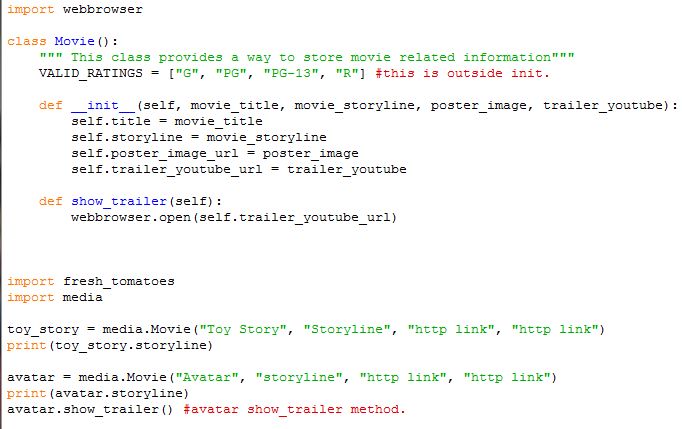 import webbrowser
class Movie():
    """ This class provides a way to store movie related information"""
    VALID_RATINGS = ["G", "PG", "PG-13", "R"] #this is outside init.
    def __init__(self, movie_title, movie_storyline, poster_image, trailer_youtube):
        self.title = movie_title
        self.storyline = movie_storyline
        self.poster_image_url = poster_image
        self.trailer_youtube_url = trailer_youtube
    def show_trailer(self):
        webbrowser.open(self.trailer_youtube_url)
import fresh_tomatoes
import media
toy_story = media.Movie("Toy Story", "Storyline", "http link", "http link")
print(toy_story.storyline)
avatar = media.Movie("Avatar", "storyline", "http link", "http link")
print(avatar.storyline)
avatar.show_trailer() #avatar show_trailer method.